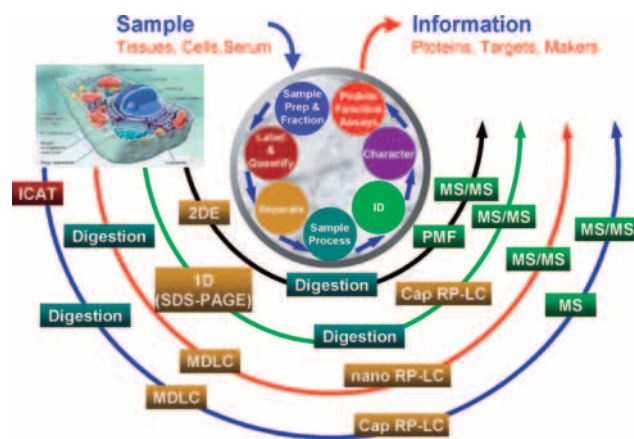 Sample
Tissues, Cells,Serum
Information
Ptoteins, Targets, Makers
Sample
Prep &
Fraction
Protein
Function
Assays
Label
&
Quantify
Character
Separate
ID
Sample
Process
ICAT
2DE
MS/MS
Digestion
PMF
MS/MS
MS/MS
MS/MS
1D
(SDS-PAGE)
Digestion
Cap RP-LC
Digestion
MS
Digestion
MDLC
nano RP-LC
MDLC
Cap RP-LC